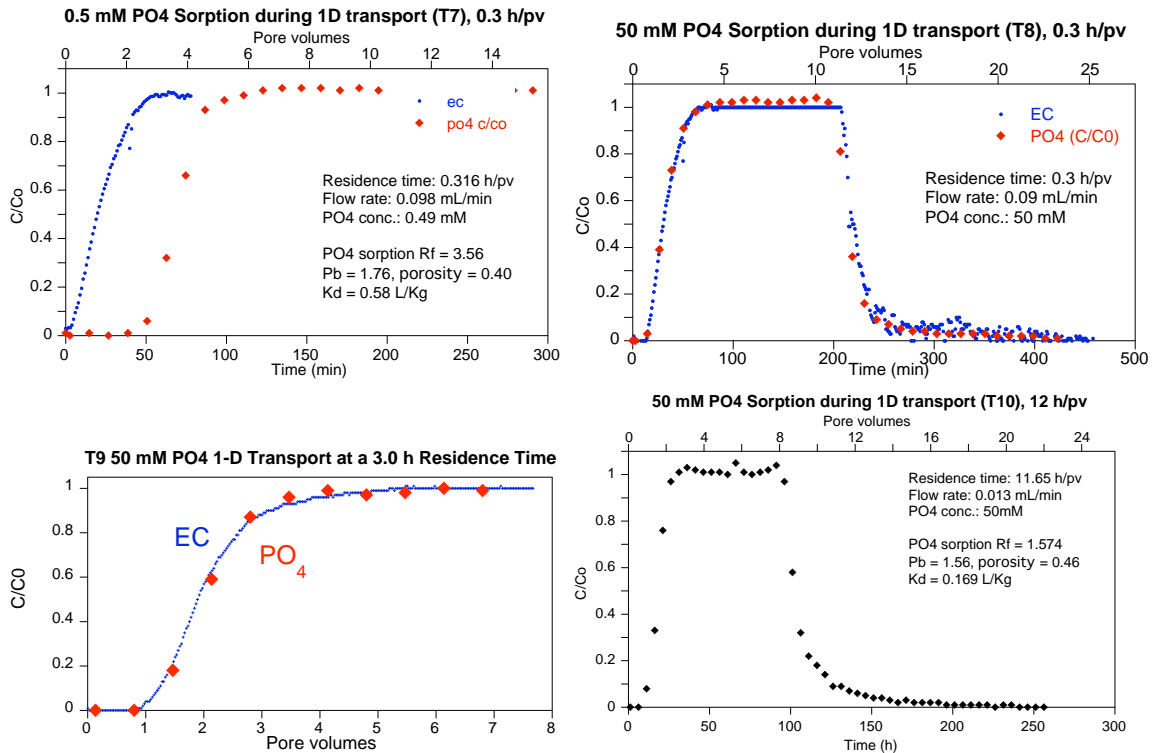 0.5 mM PO4 Sorption during 1D transport (T7), 0.3 h/pv
Pore volumes
0 2 4 6 8 10 12 14
C/Co
1
0.8
0.6
0.4
0.2
0
ec
po4 c/co
Residence time: 0.316 h/pv
Flow rate: 0.098 mL/min
PO4 conc.: 0.49 mM
PO4 sorption Rf = 3.56
Pb = 1.76, porosity = 0.40
Kd = 0.58 L/Kg
0 50 100 150 200 250 300
Time (min)
50 mM PO4 Sorption during 1D transport (T8), 0.3 h/pv
Pore volumes
0 5 10 15 20 25
C/Co
1
0.8
0.6
0.4
0.2
0
EC
PO4 (C/C0)
Residence time: 0.3 h/pv
Flow rate: 0.09 mL/min
PO4 conc.: 50 mM
0 100 200 300 400 500
Time (min)
T9 50 mM PO4 1-D Transport at a 3.0 h Residence Time
C/C0
1
0.8
0.6
0.4
0.2
0
EC
PO4
0 1 2 3 4 5 6 7 8
Pore volumes
50 mM PO4 Sorption during 1D transport (T10), 12 h/pv
Pore volumes
0 4 6 8 10 12 14 16 18 20 22
C/Co
1
0.8
0.6
0.4
0.2
0
Residence time: 11.65 h/pv
Flow rate: 0.013 mL/min
PO4 conc.: 50mM
PO4 sorption Rf = 1.574
Pb = 1.56, porosity = 0.46
Kd = 0.169 L/Kg
0 50 100 150 200 250 300
Time (h)